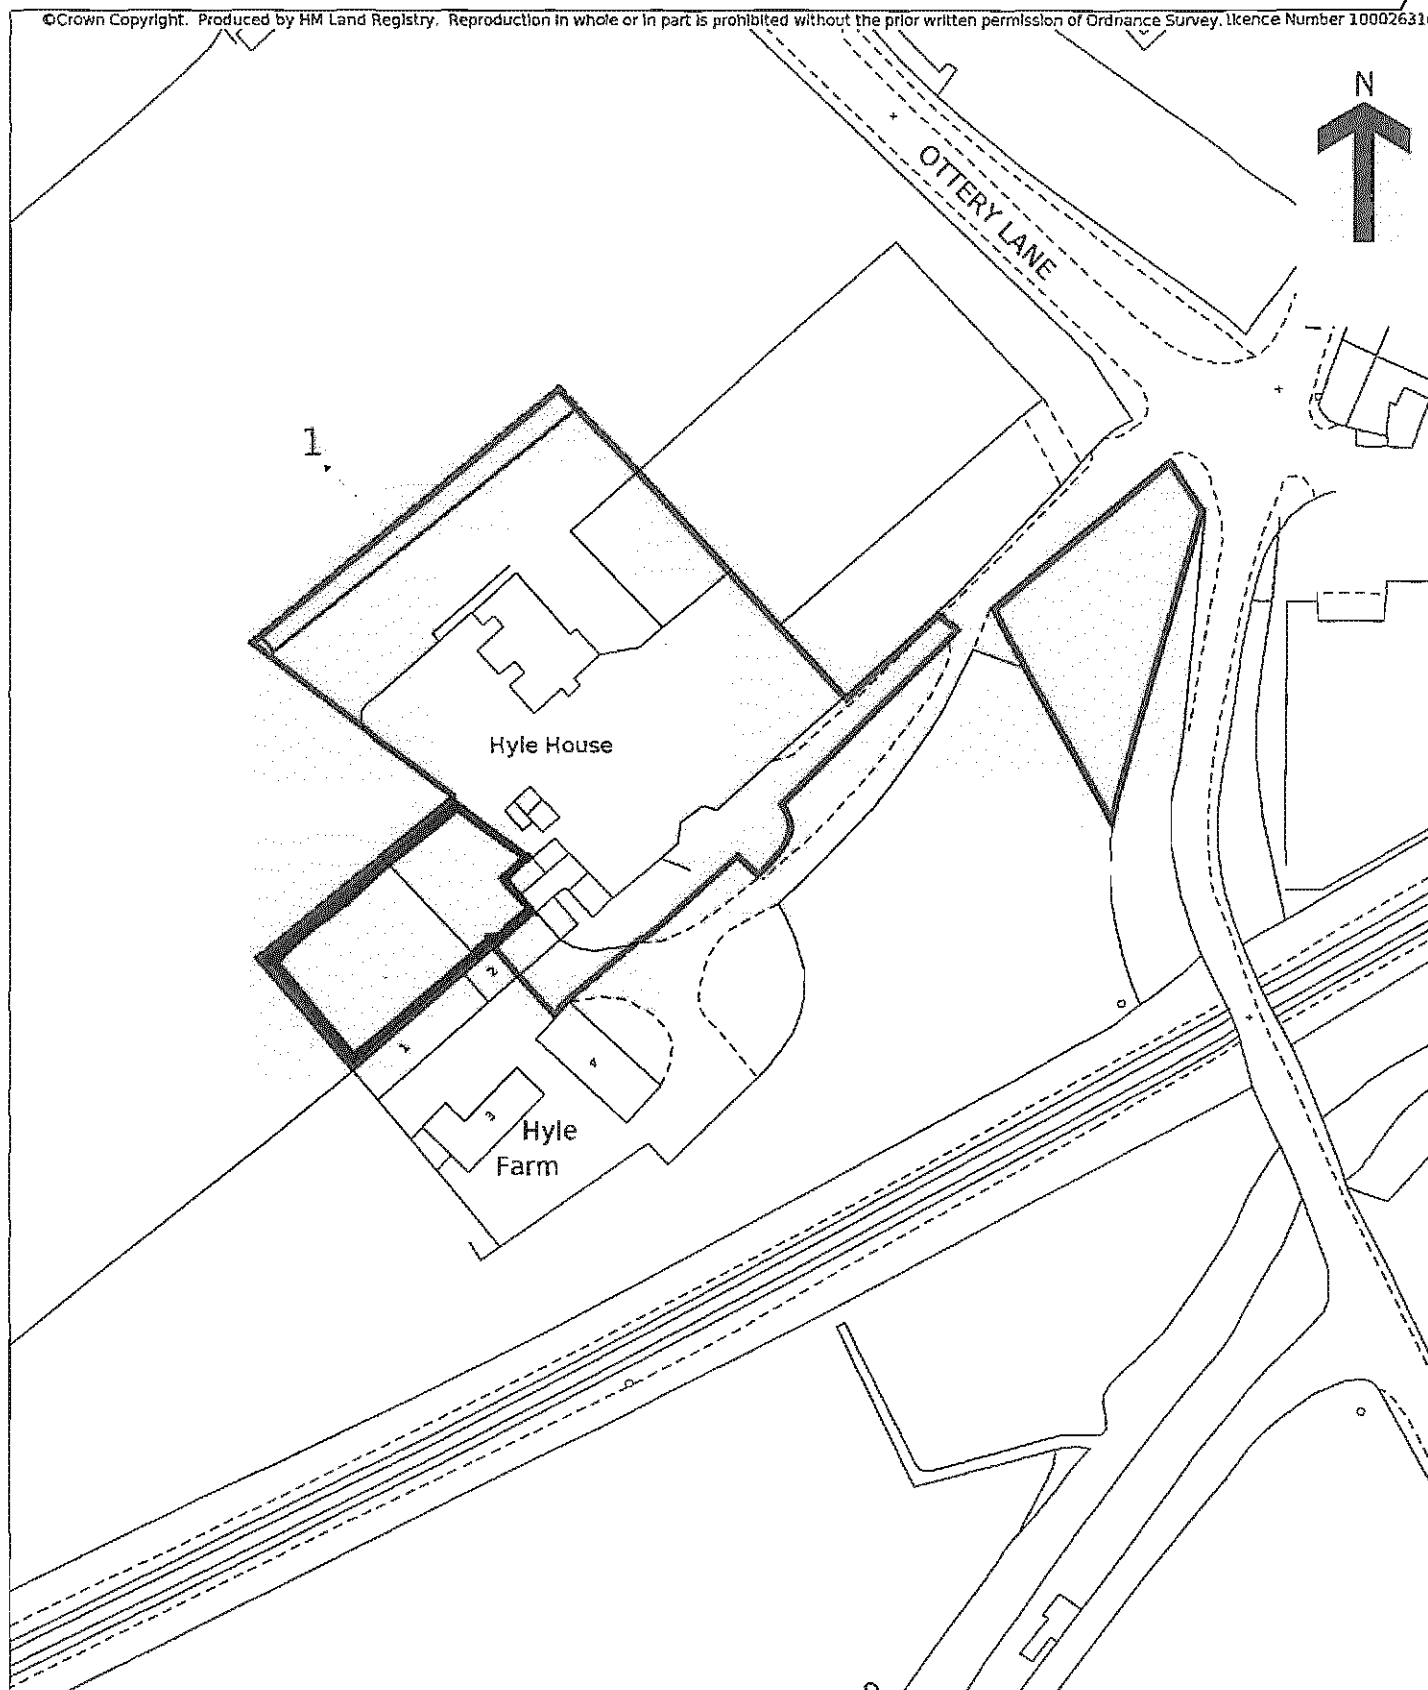 ©Crown Copyright. Produced by HM Land Registry. Reproduction in whole or in part is prohibited without the prior written permission of Ordnance Survey. Licence Number 10002631
N
OTTERY LANE
1
Hyle House
2
1
4
3
Hyle
Farm